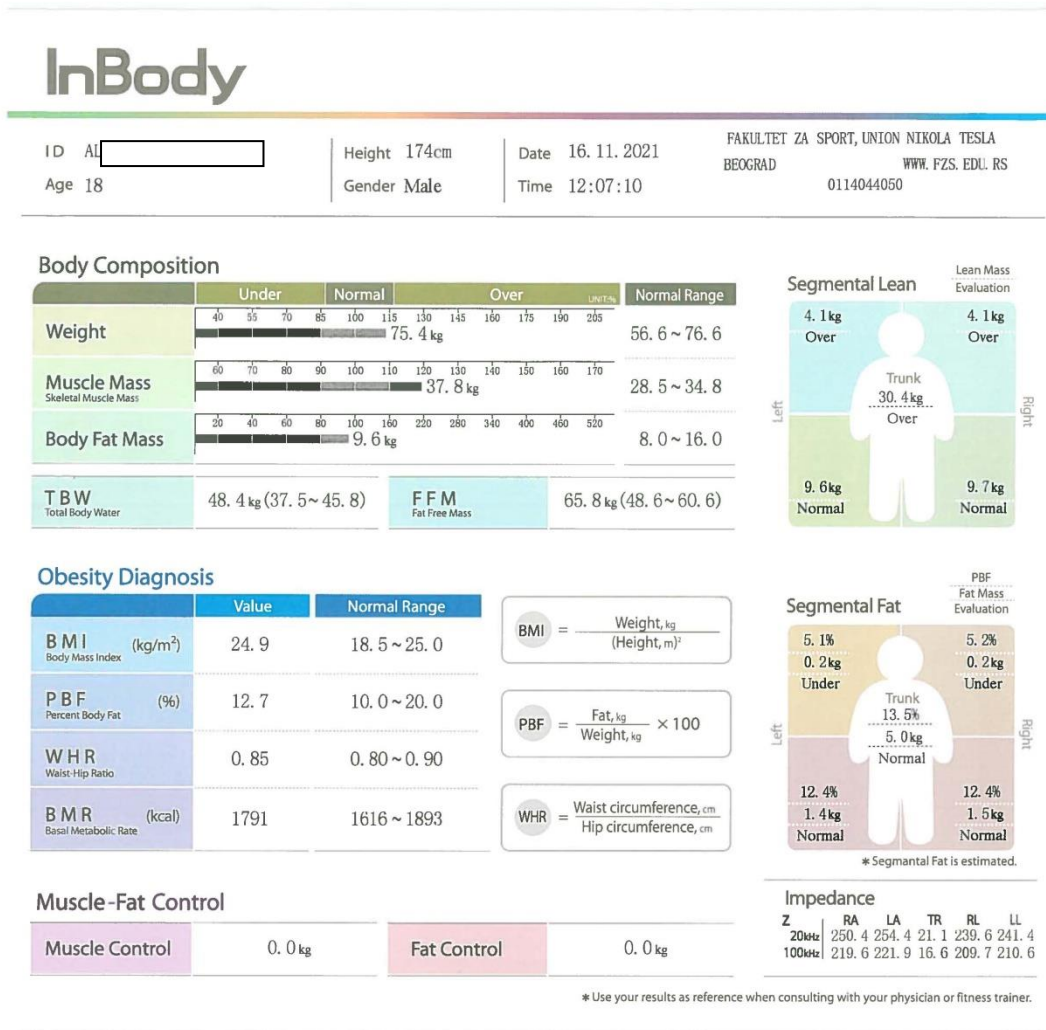 InBody
ID AL
Age 18
Height 174cm
Gender Male
Date 16. 11. 2021
Time 12:07:10
FAKULTET ZA SPORT, UNION NIKOLA TESLA
BEOGRAD WWW. FZS. EDU. RS
0114044050
Body Composition
Under Normal Over UNIT:% Normal Range
40 55 70 85 100 115 130 145 160 175 190 205
Weight 75. 4 kg 56. 6 ~ 76. 6
60 70 80 90 100 110 120 130 140 150 160 170
Muscle Mass 37. 8 kg 28. 5 ~ 34. 8
Skeletal Muscle Mass
20 40 60 80 100 160 220 280 340 400 460 520
Body Fat Mass 9. 6 kg 8. 0 ~ 16. 0
TBW 48. 4 kg (37. 5 ~ 45. 8) FFM 65. 8 kg (48. 6 ~ 60. 6)
Total Body Water Fat Free Mass
Segmental Lean
Lean Mass
Evaluation
4. 1kg 4. 1kg
Over Over
Trunk
30. 4kg
Over
Left
Right
9. 6kg 9. 7kg
Normal Normal
Obesity Diagnosis
Value Normal Range
BMI (kg/m²) 24. 9 18. 5 ~ 25. 0
Body Mass Index
PBF (%) 12. 7 10. 0 ~ 20. 0
Percent Body Fat
WHR 0. 85 0. 80 ~ 0. 90
Waist-Hip Ratio
BMR (kcal) 1791 1616 ~ 1893
Basal Metabolic Rate
BMI = Weight, kg
(Height, m)²
PBF = Fat, kg × 100
Weight, kg
WHR = Waist circumference, cm
Hip circumference, cm
Segmental Fat
PBF
Fat Mass
Evaluation
5. 1% 5. 2%
0. 2kg 0. 2kg
Under Under
Trunk
13. 5%
5. 0kg
Normal
Left
Right
12. 4% 12. 4%
1. 4kg 1. 5kg
Normal Normal
* Segmantal Fat is estimated.
Muscle-Fat Control
Muscle Control 0. 0 kg Fat Control 0. 0 kg
Impedance
Z RA LA TR RL LL
20kHz 250. 4 254. 4 21. 1 239. 6 241. 4
100kHz 219. 6 221. 9 16. 6 209. 7 210. 6
* Use your results as reference when consulting with your physician or fitness trainer.